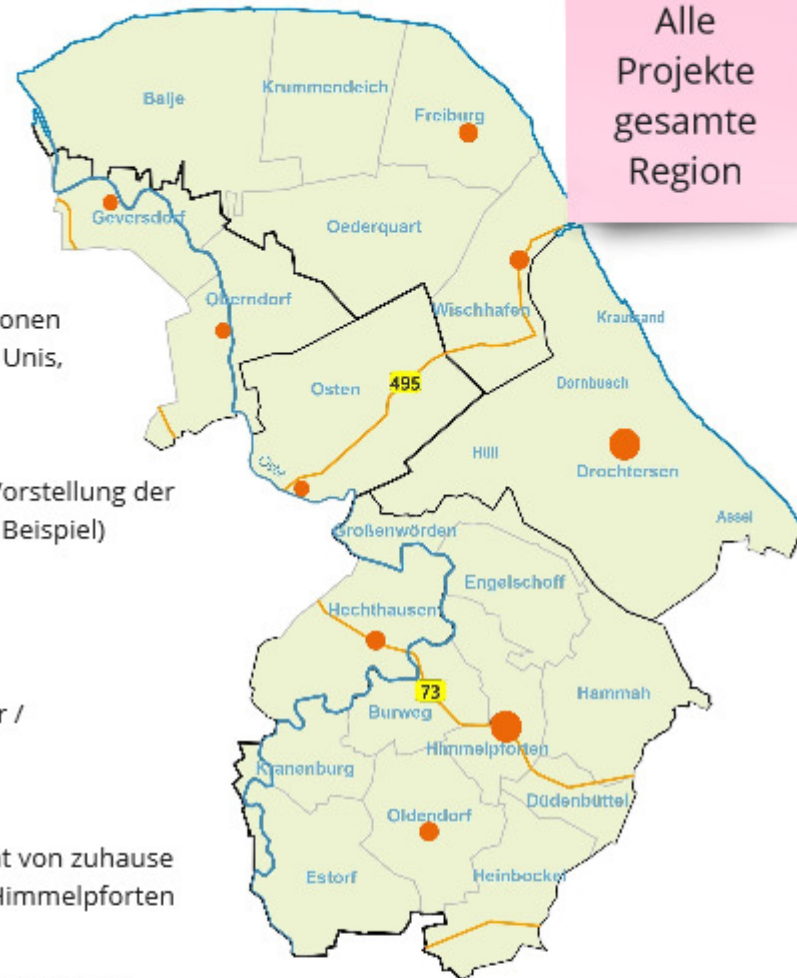 Alle
Projekte
gesamte
Region
Balje
Krummendeich
Freiburg
Geversdorf
Oederquart
Oberndorf
Wischhafen
Krautsand
onen
Unis,
Osten
495
Dornbusch
Hüll
Drochtersen
Oste
Vorstellung der
Assel
Beispiel)
Großenwörden
Engelschoff
Hechthausen
73
Hammah
r /
Burweg
Himmelpforten
Kranenburg
Düdenbüttel
Oldendorf
nt von zuhause
Estorf
Heinbockel
Himmelpforten